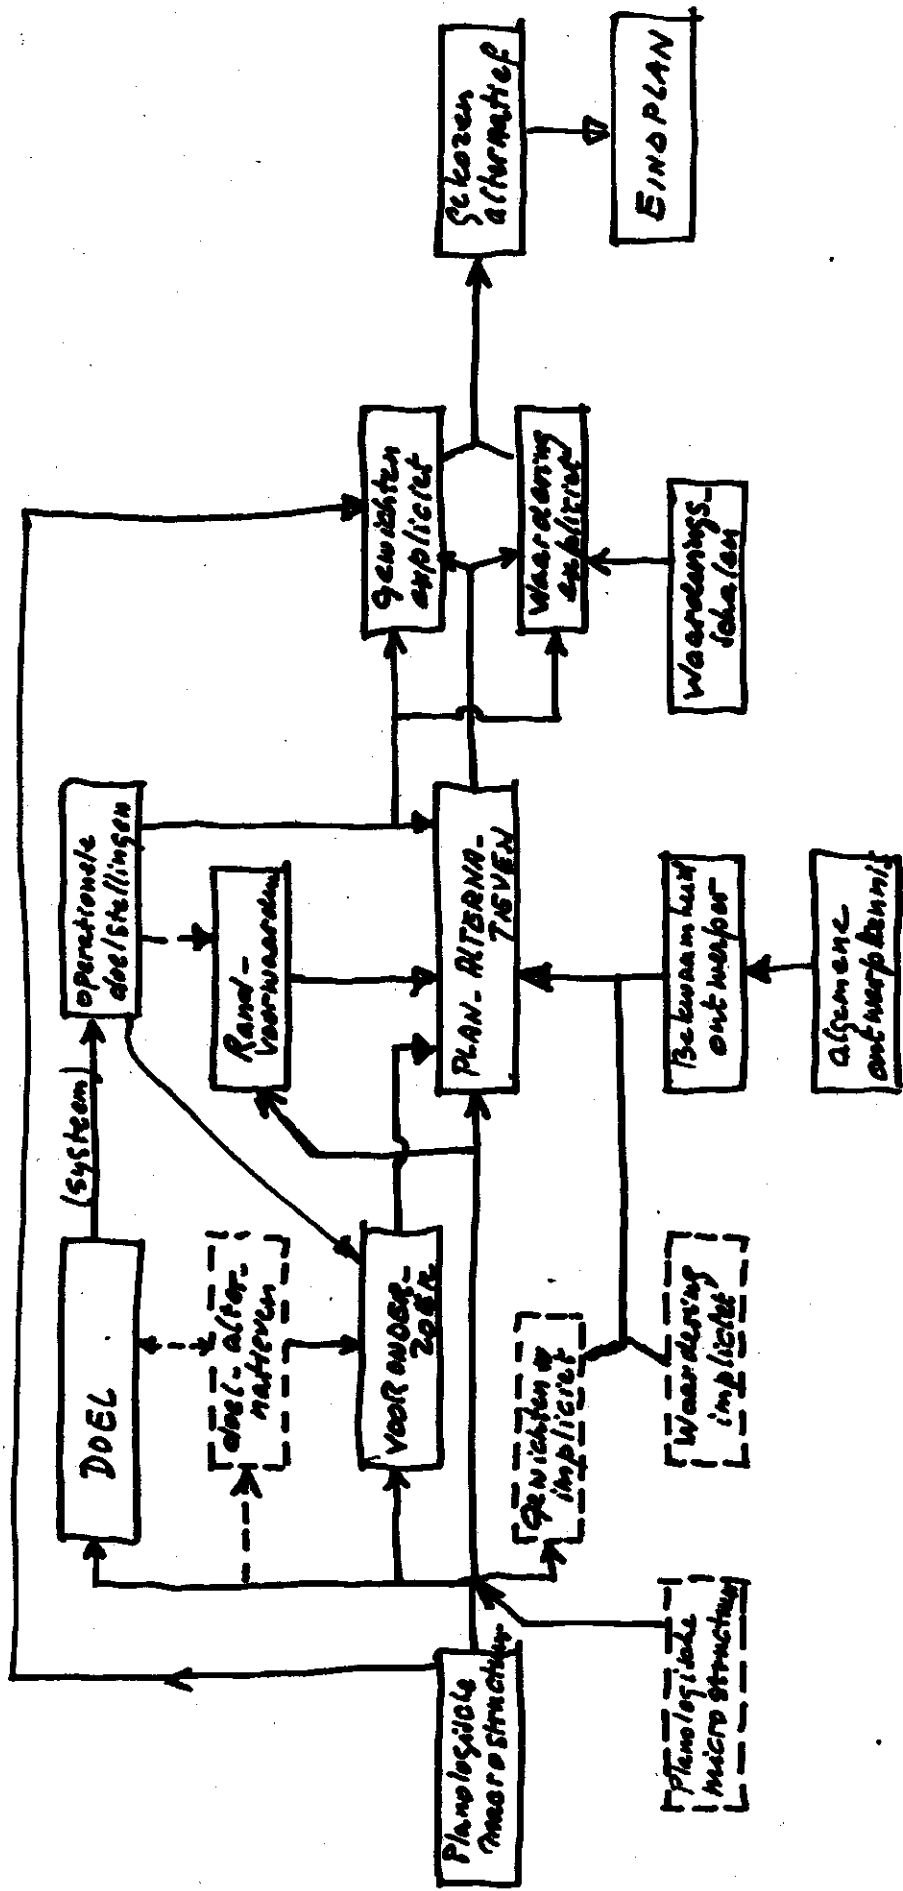 DOEL
(systeem)
operationele
doelstellingen
doel- alter-
natieven
Rand-
voorwaarden
VOORONDER-
ZOEK
Gewichten
expliciet
Planologische
macrostructuur
PLAN- ALTERNA-
TIEVEN
Gekozen
alternatief
Gewichten
impliciet
Waardering
expliciet
EINDPLAN
Planologische
microstructuur
Waardering
impliciet
Bekwaamheid
ontwerper
Waarderings-
schalen
algemene
ontwerpkennis